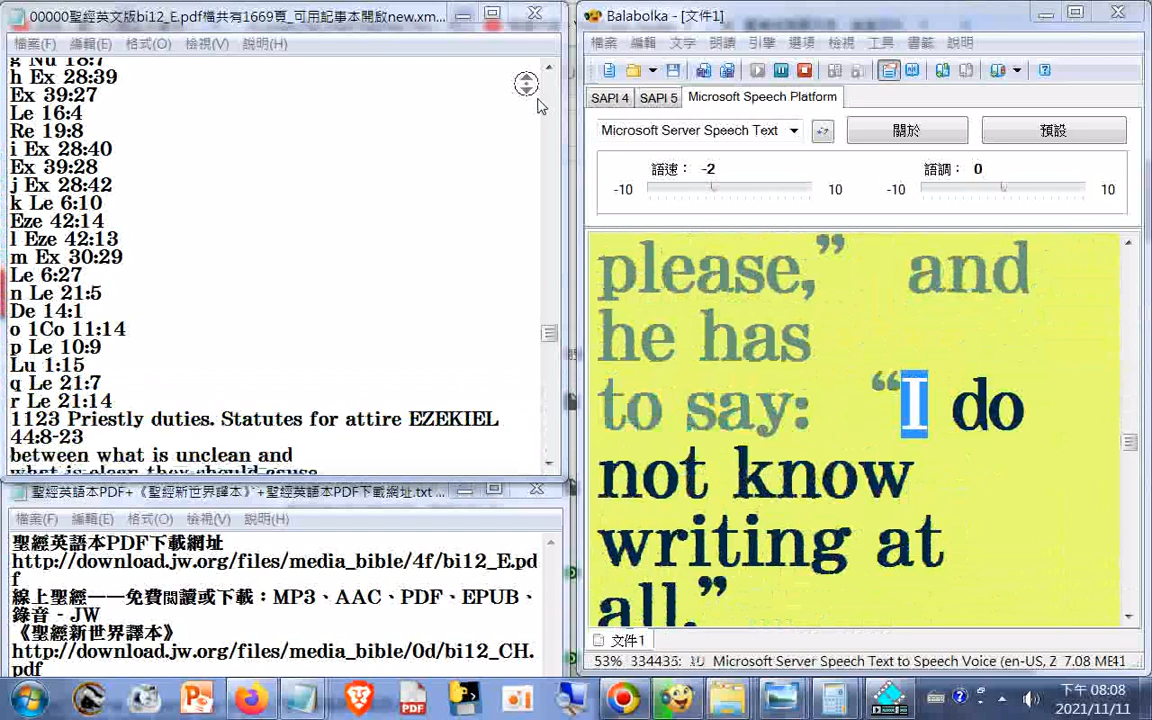 00000聖經英文版bi12_E.pdf檔共有1669頁_可用記事本開啟new.xm...
檔案(F) 編輯(E) 格式(O) 檢視(V) 說明(H)
g Nu 18:7
h Ex 28:39
Ex 39:27
Le 16:4
Re 19:8
i Ex 28:40
Ex 39:28
j Ex 28:42
k Le 6:10
Eze 42:14
l Eze 42:13
m Ex 30:29
Le 6:27
n Le 21:5
De 14:1
o 1Co 11:14
p Le 10:9
Lu 1:15
q Le 21:7
r Le 21:14
1123 Priestly duties. Statutes for attire EZEKIEL
44:8-23
between what is unclean and
what is clean they should cause
聖經英語本PDF+《聖經新世界譯本》+聖經英語本PDF下載網址.txt ...
檔案(F) 編輯(E) 格式(O) 檢視(V) 說明(H)
聖經英語本PDF下載網址
http://download.jw.org/files/media_bible/4f/bi12_E.pd
f
線上聖經——免費閱讀或下載：MP3、AAC、PDF、EPUB、
錄音 - JW
《聖經新世界譯本》
http://download.jw.org/files/media_bible/0d/bi12_CH.
pdf
Balabolka - [文件1]
檔案 編輯 文字 朗讀 引擎 選項 檢視 工具 書籤 說明
SAPI 4 SAPI 5 Microsoft Speech Platform
Microsoft Server Speech Text 關於 預設
語速： -2 語調： 0
-10 10 -10 10
please,” and
he has
to say: “I do
not know
writing at
all.”
文件1
53% 334435: Microsoft Server Speech Text to Speech Voice (en-US, Z 7.08 ME41
下午 08:08
2021/11/11